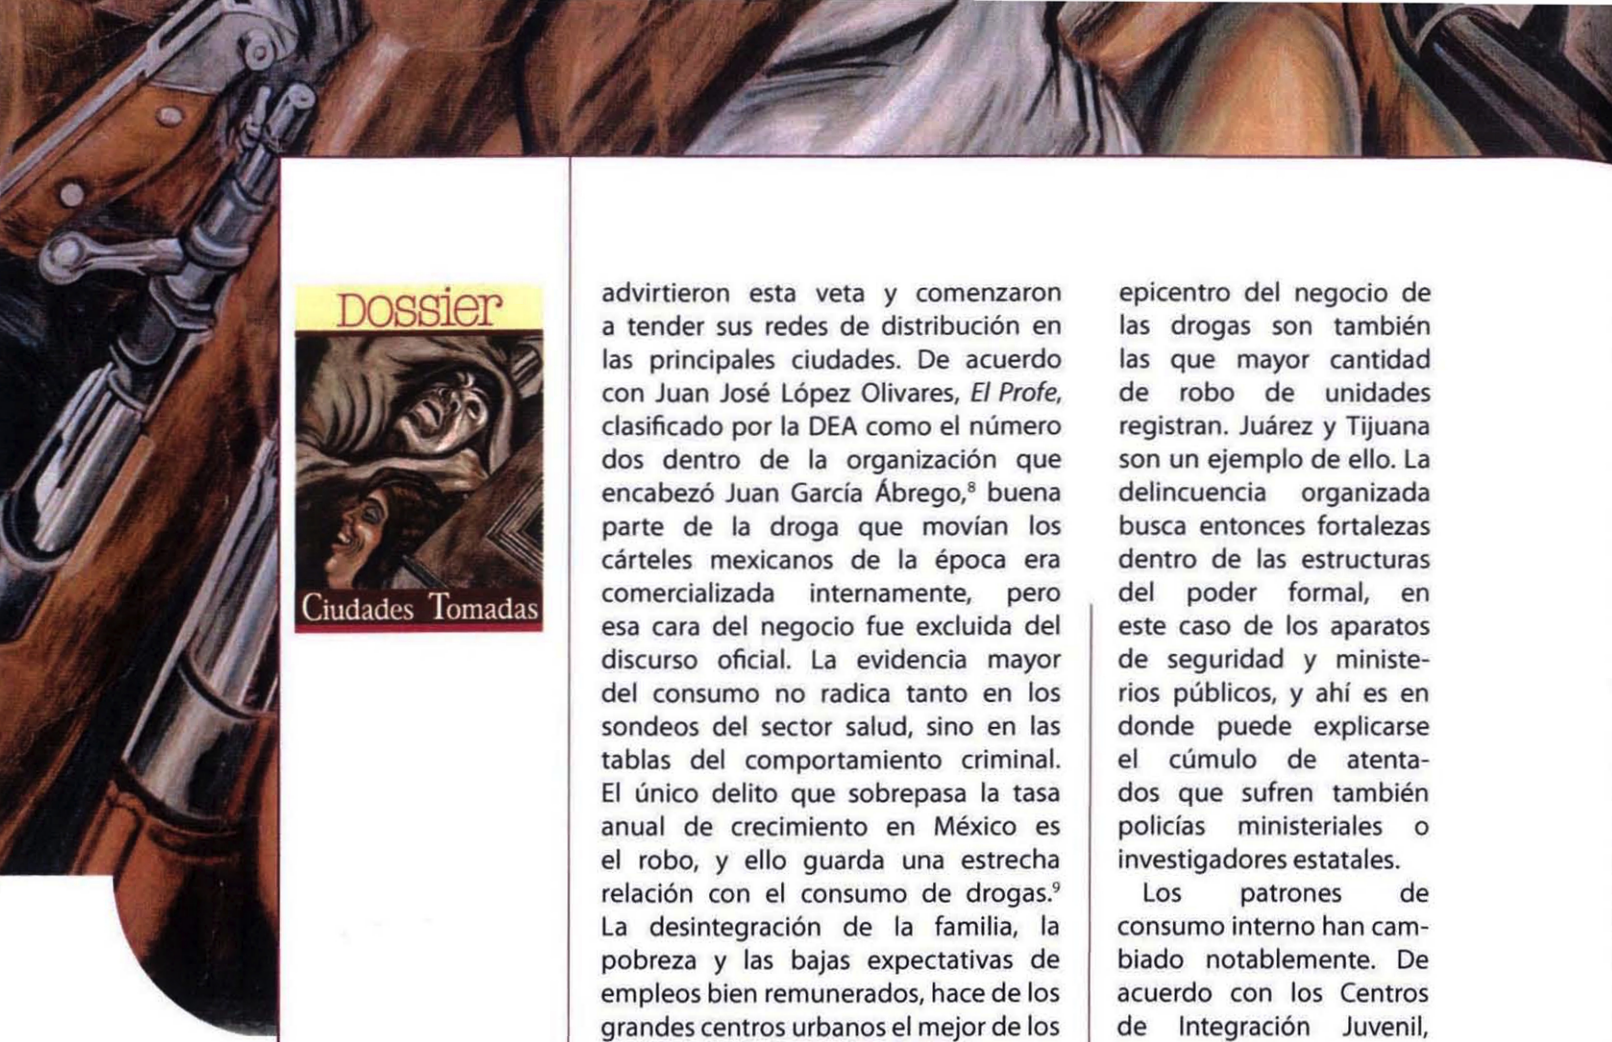 Dossier
Ciudades Tomadas
advirtieron esta veta y comenzaron
a tender sus redes de distribución en
las principales ciudades. De acuerdo
con Juan José López Olivares, El Profe,
clasificado por la DEA como el número
dos dentro de la organización que
encabezó Juan García Ábrego,⁸ buena
parte de la droga que movían los
cárteles mexicanos de la época era
comercializada internamente, pero
esa cara del negocio fue excluida del
discurso oficial. La evidencia mayor
del consumo no radica tanto en los
sondeos del sector salud, sino en las
tablas del comportamiento criminal.
El único delito que sobrepasa la tasa
anual de crecimiento en México es
el robo, y ello guarda una estrecha
relación con el consumo de drogas.⁹
La desintegración de la familia, la
pobreza y las bajas expectativas de
empleos bien remunerados, hace de los
grandes centros urbanos el mejor de los
epicentro del negocio de
las drogas son también
las que mayor cantidad
de robo de unidades
registran. Juárez y Tijuana
son un ejemplo de ello. La
delincuencia organizada
busca entonces fortalezas
dentro de las estructuras
del poder formal, en
este caso de los aparatos
de seguridad y ministe-
rios públicos, y ahí es en
donde puede explicarse
el cúmulo de atenta-
dos que sufren también
policías ministeriales o
investigadores estatales.
Los patrones de
consumo interno han cam-
biado notablemente. De
acuerdo con los Centros
de Integración Juvenil,